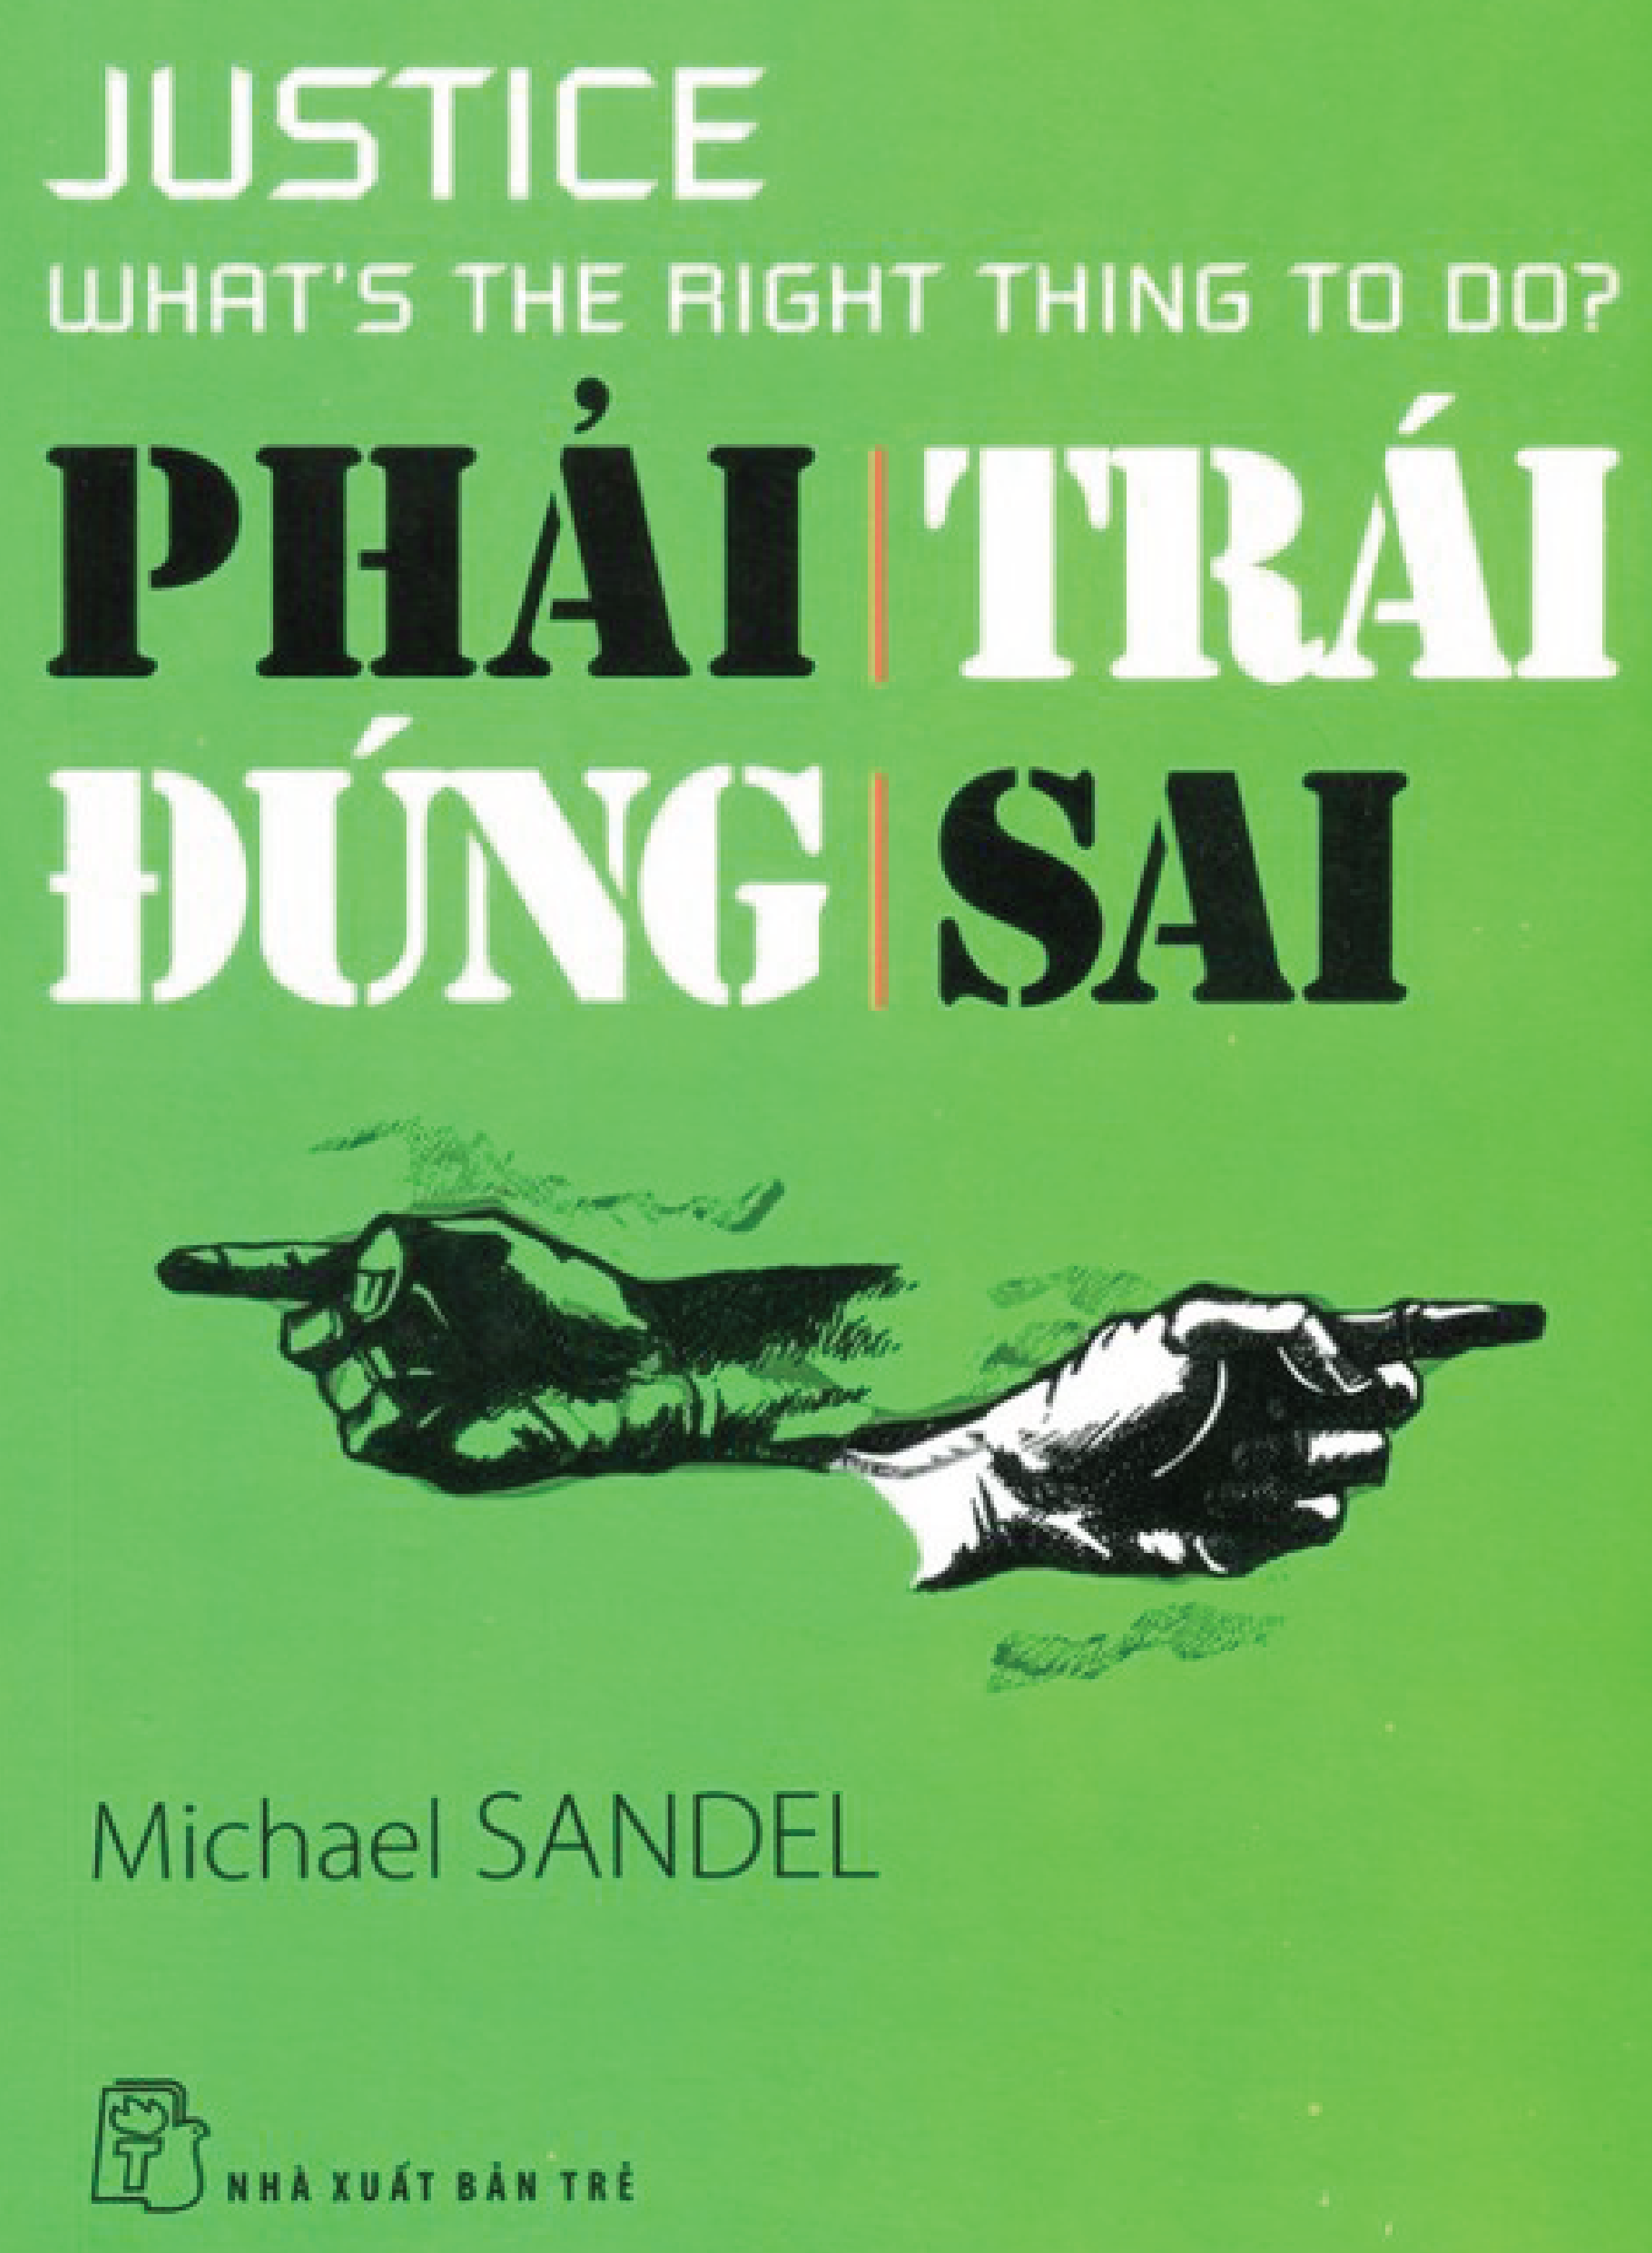 JUSTICE
WHAT'S THE RIGHT THING TO DO?
PHẢI | TRÁI
ĐÚNG | SAI
Michael SANDEL
T
NHÀ XUẤT BẢN TRẺ